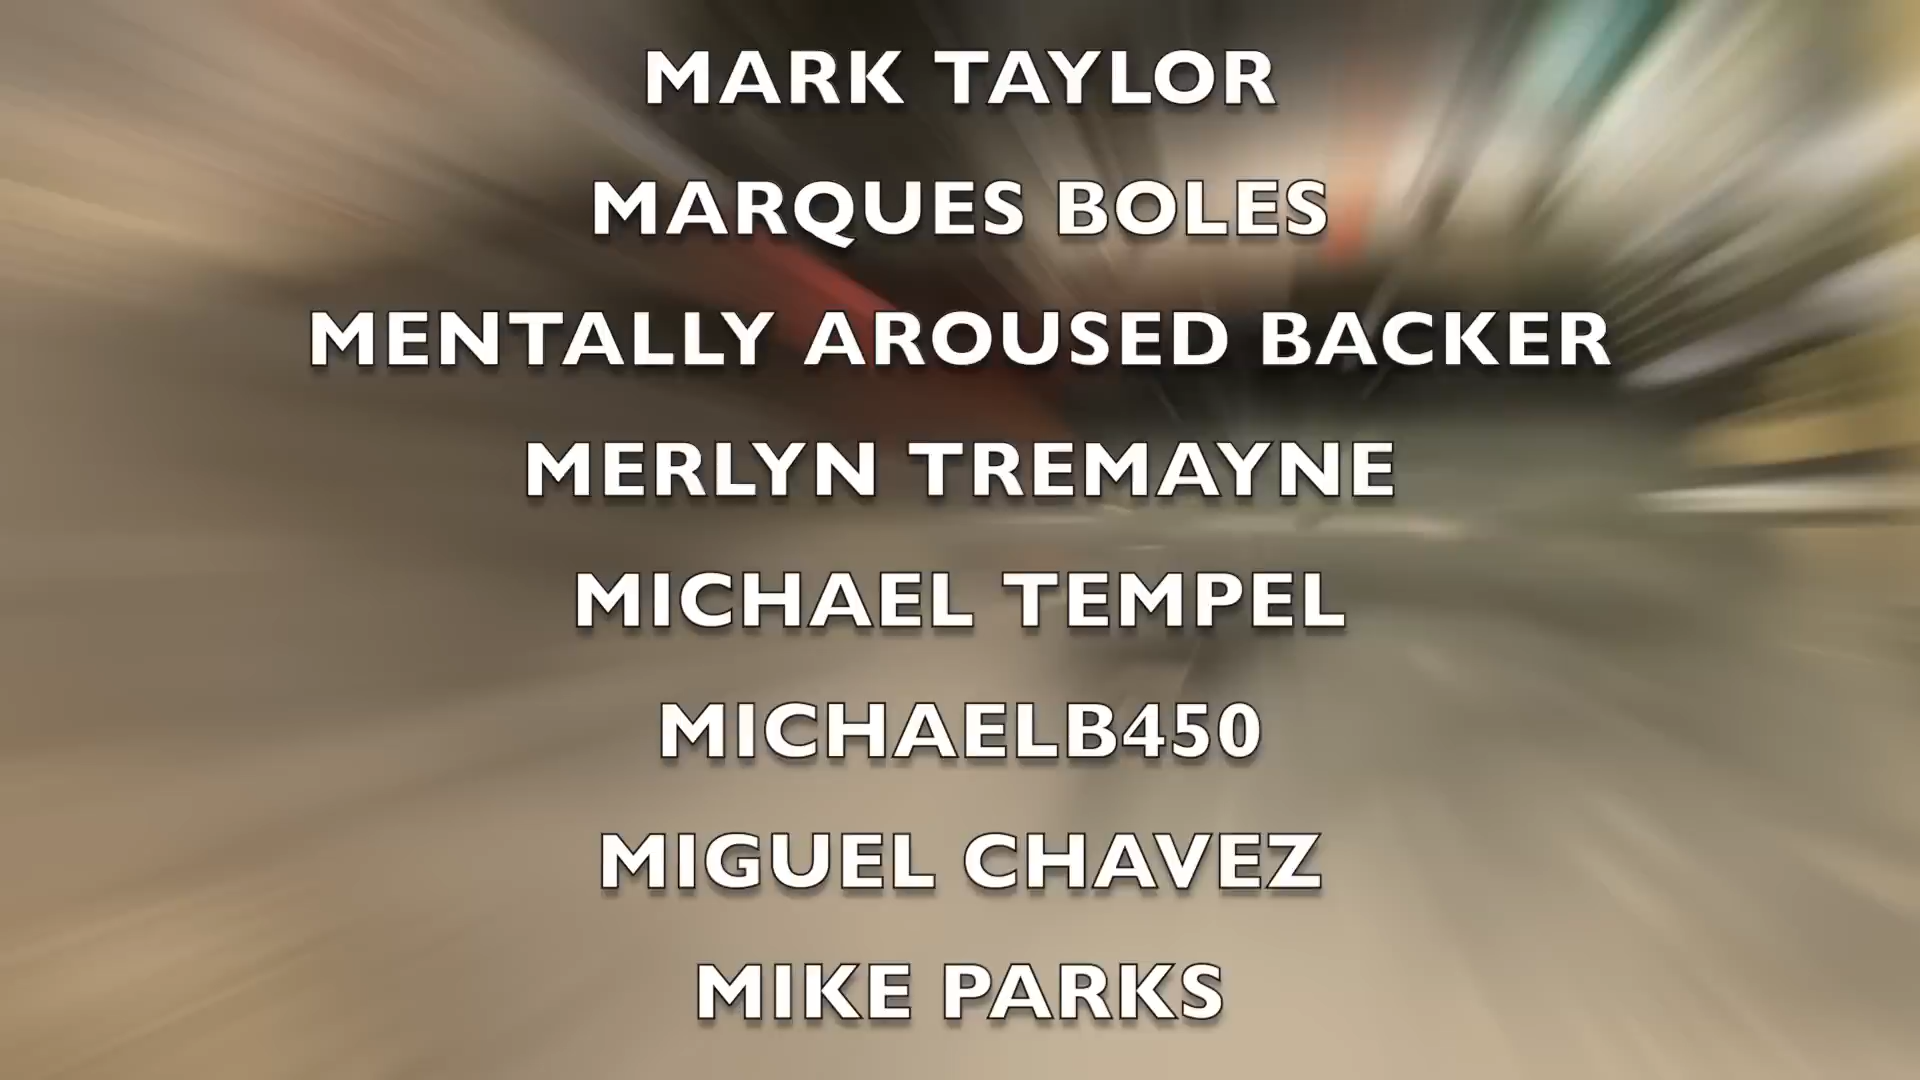 MARK TAYLOR
MARQUES BOLES
MENTALLY AROUSED BACKER
MERLYN TREMAYNE
MICHAEL TEMPEL
MICHAELB450
MIGUEL CHAVEZ
MIKE PARKS